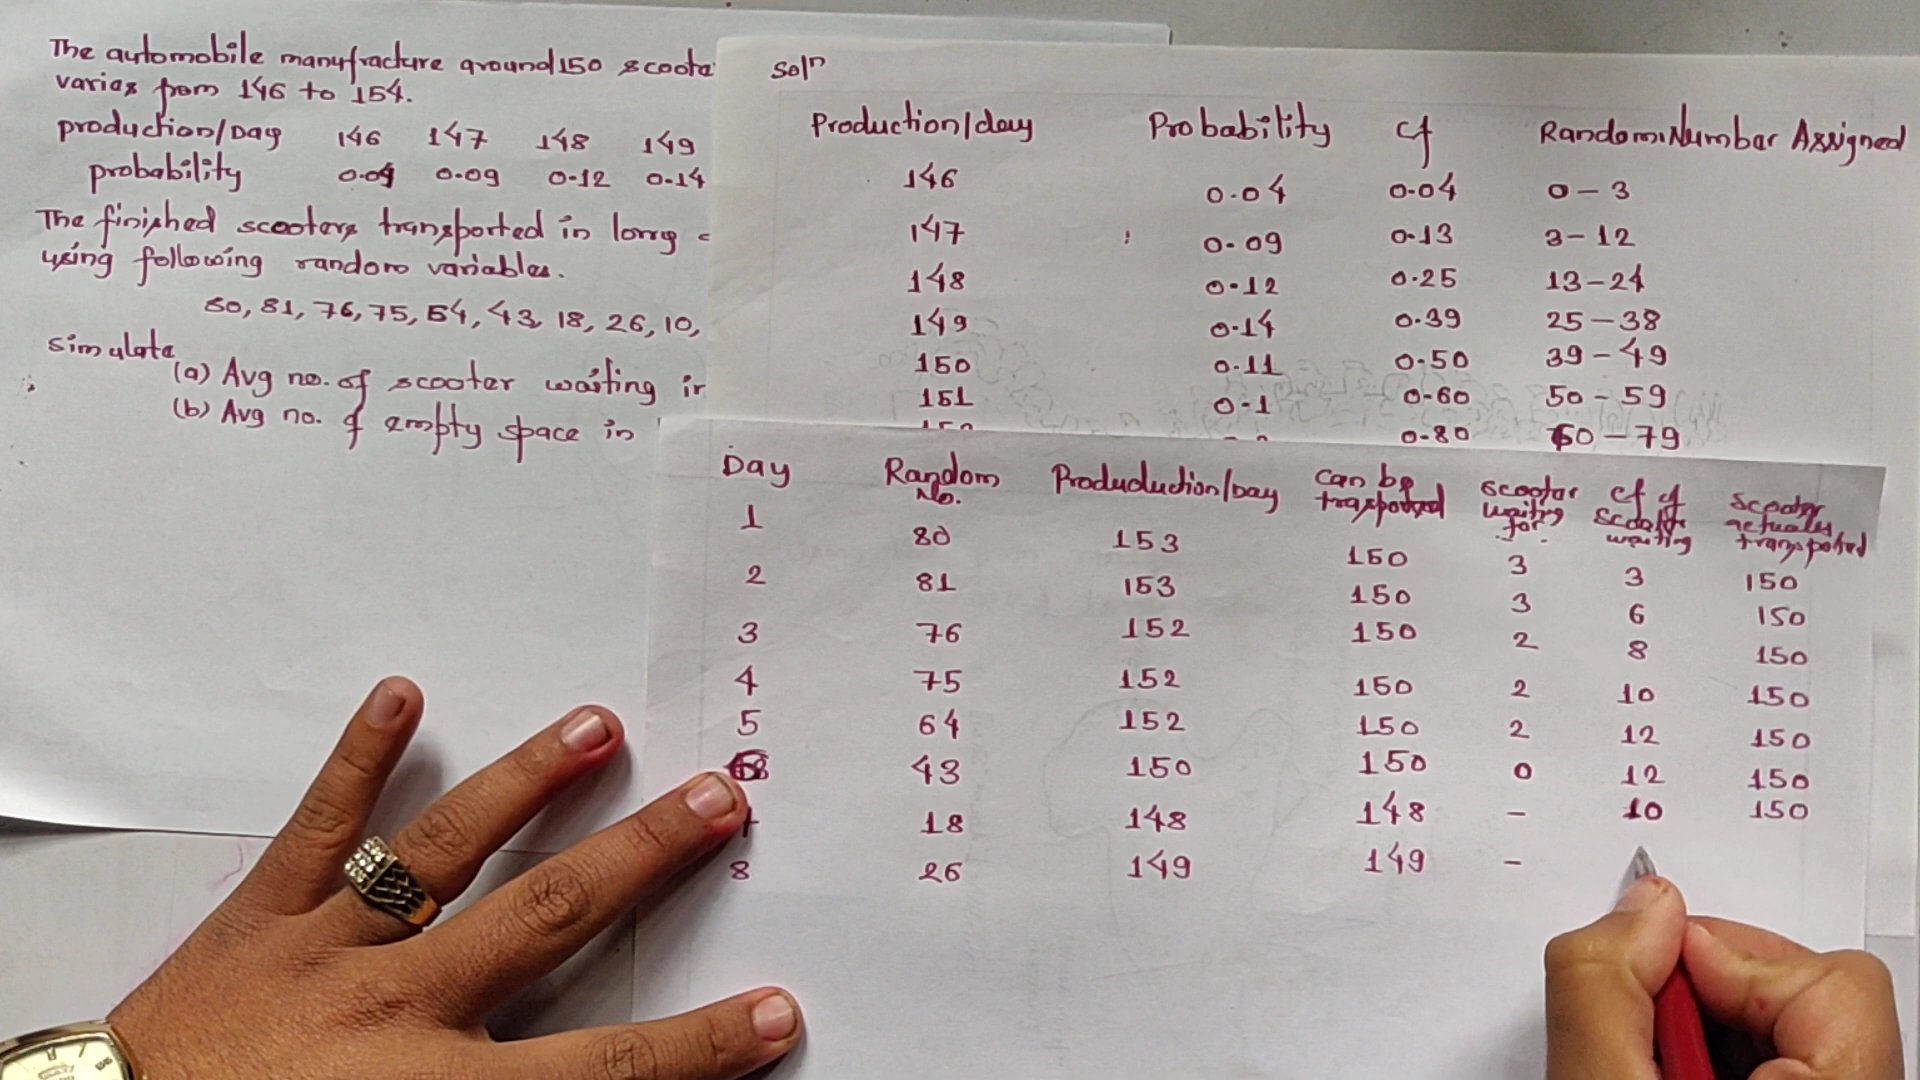 The automobile manufracture around 150 scoote
varies from 146 to 154.
production/Day 146 147 148 149
probability 0.04 0.09 0.12 0.14
The finished scooters transported in lorry
using following random variables.
80, 81, 76, 75, 64, 43, 18, 26, 10,
simulate
(a) Avg no. of scooter waiting in
(b) Avg no. of empty space in
Solⁿ
Production/day Probability cf Random Number Assigned
146 0.04 0.04 0-3
147 0.09 0.13 3-12
148 0.12 0.25 13-24
149 0.14 0.39 25-38
150 0.11 0.50 39-49
151 0.1 0.60 50-59
0.80 60-79
Day Random No. Produduction/Day can be trasported scooter waiting for cf of scooter waiting Scooter actually transported
1 80 153 150 3 3 150
2 81 153 150 3 6 150
3 76 152 150 2 8 150
4 75 152 150 2 10 150
5 64 152 150 2 12 150
43 150 150 0 12 150
18 148 148 - 10 150
8 26 149 149 -